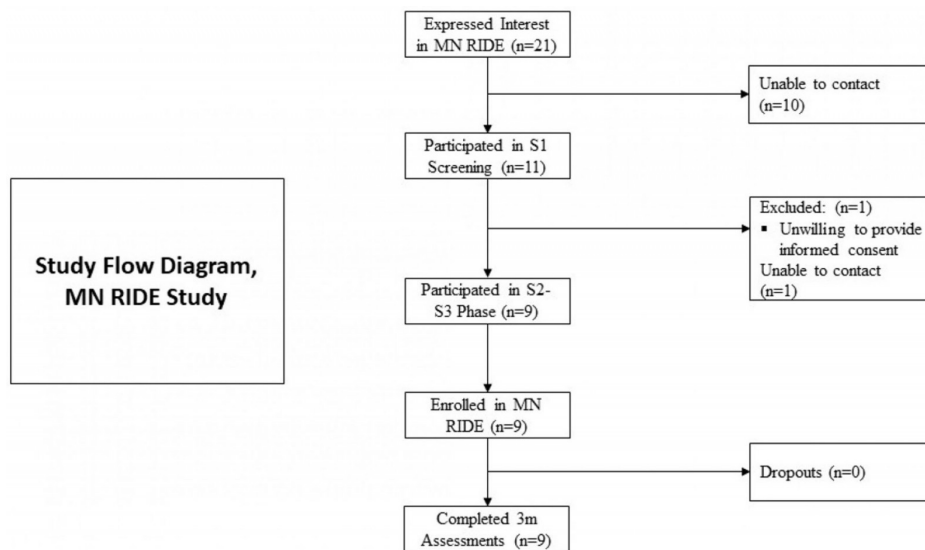 Expressed Interest
in MN RIDE (n=21)
Unable to contact
(n=10)
Participated in S1
Screening (n=11)
Study Flow Diagram,
MN RIDE Study
Excluded: (n=1)
▪ Unwilling to provide
informed consent
Unable to contact
(n=1)
Participated in S2-
S3 Phase (n=9)
Enrolled in MN
RIDE (n=9)
Dropouts (n=0)
Completed 3m
Assessments (n=9)